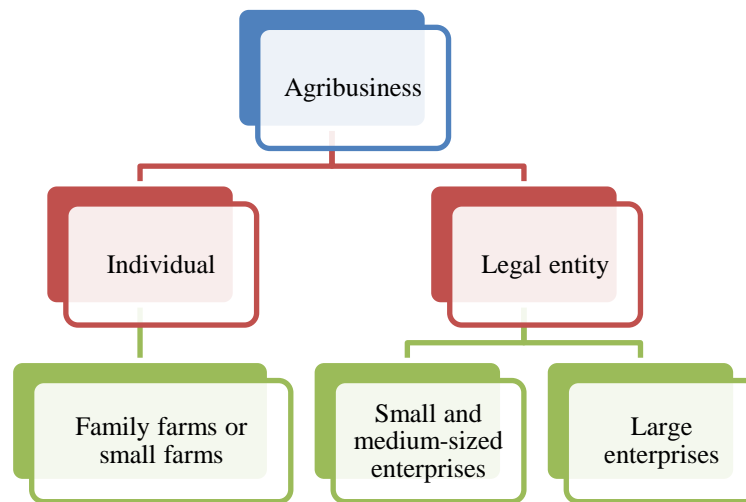 Agribusiness
Individual
Legal entity
Family farms or
small farms
Small and
medium-sized
enterprises
Large
enterprises